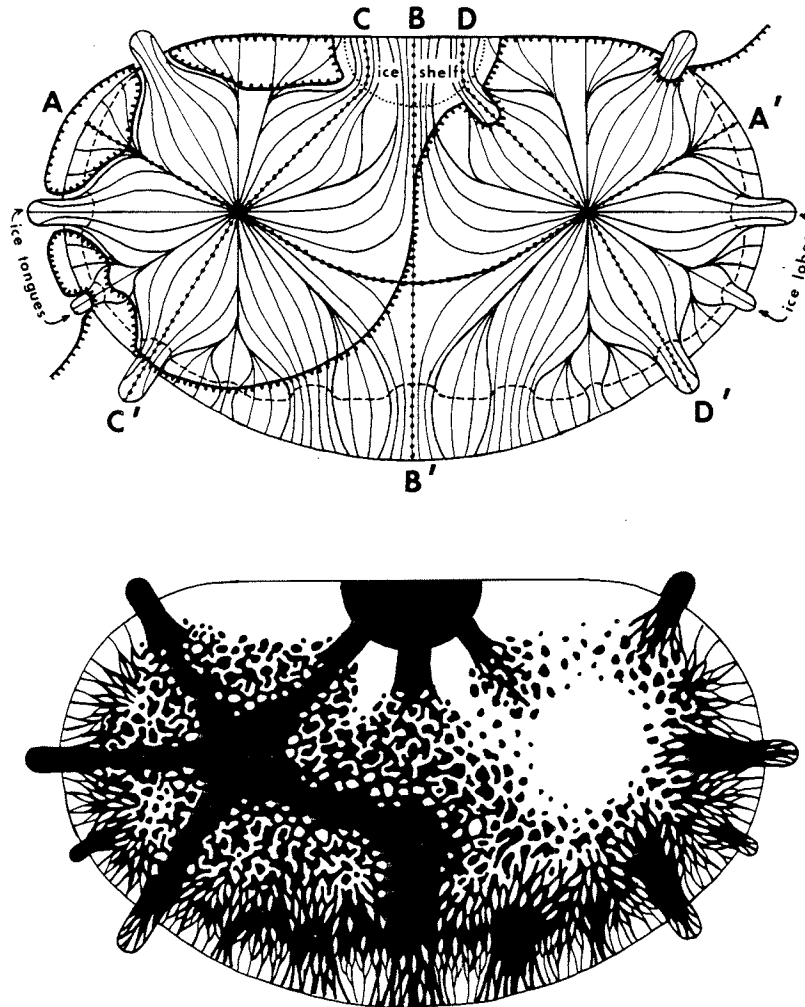 C B D
ice shelf
A
A′
ice tongues
ice lobes
C′
D′
B′